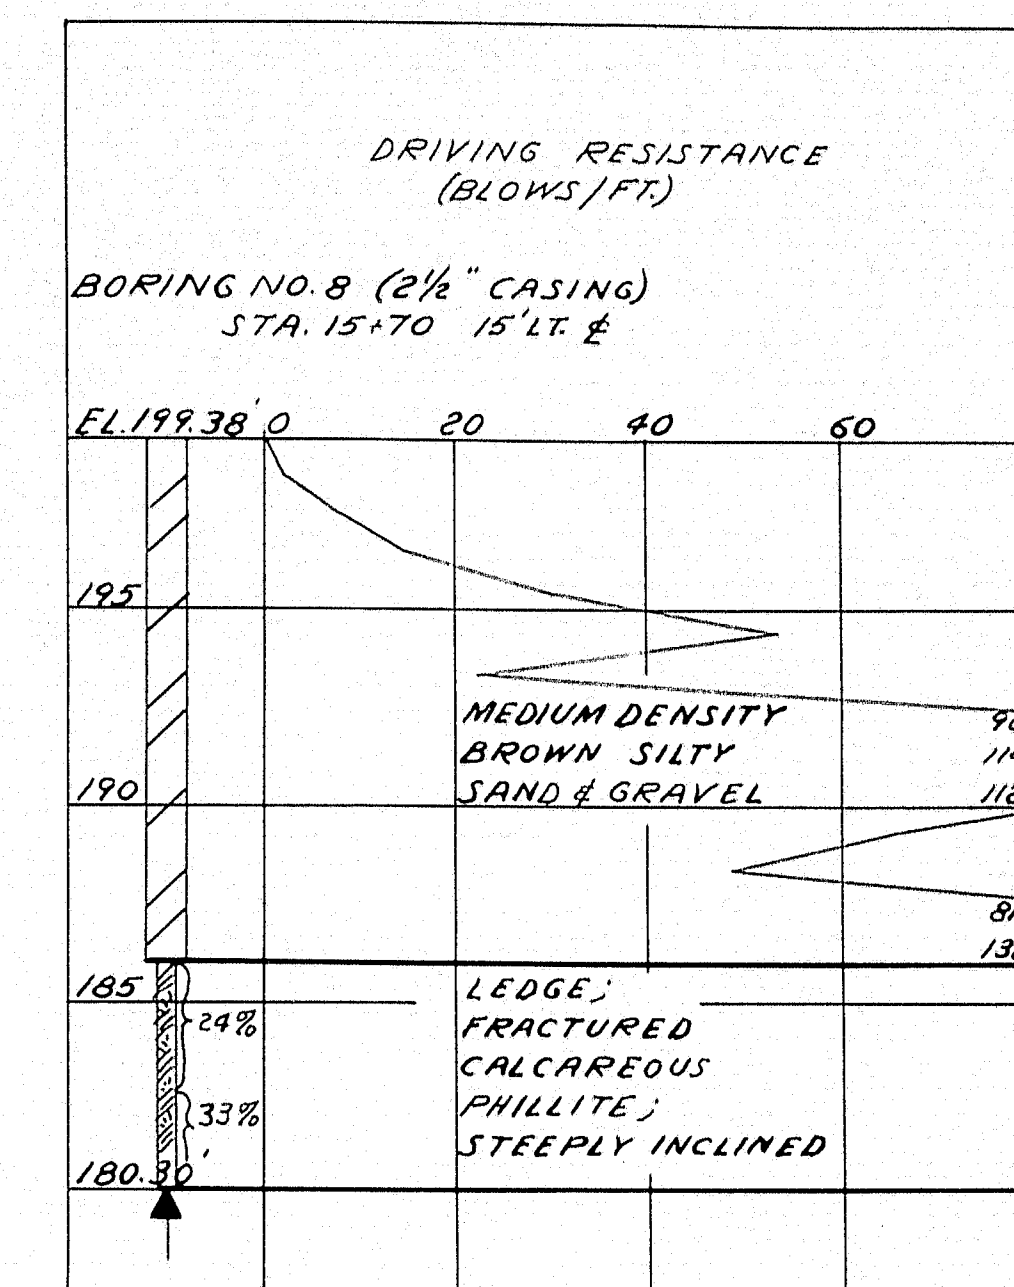 DRIVING RESISTANCE
(BLOWS/FT.)
BORING NO. 8 (2½" CASING)
STA. 15+70 15' LT. ℄
EL. 199.38' 0 20 40 60
195
MEDIUM DENSITY
BROWN SILTY
190 SAND & GRAVEL
185 LEDGE;
24% FRACTURED
CALCAREOUS
33% PHILLITE;
STEEPLY INCLINED
180.30'